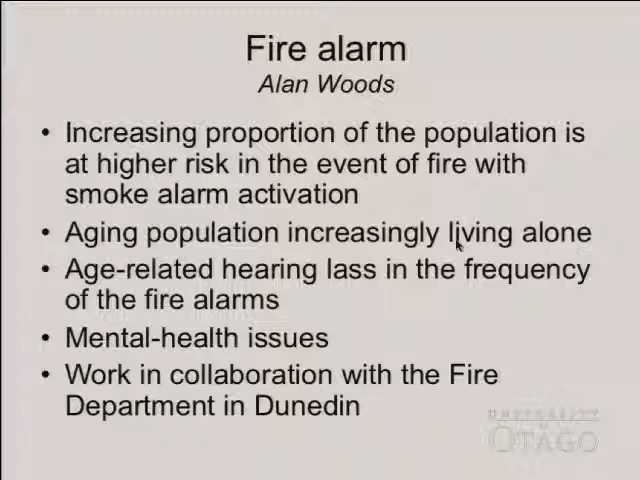 Fire alarm
Alan Woods
• Increasing proportion of the population is
at higher risk in the event of fire with
smoke alarm activation
• Aging population increasingly living alone
• Age-related hearing lass in the frequency
of the fire alarms
• Mental-health issues
• Work in collaboration with the Fire
Department in Dunedin
UNIVERSITY
OTAGO